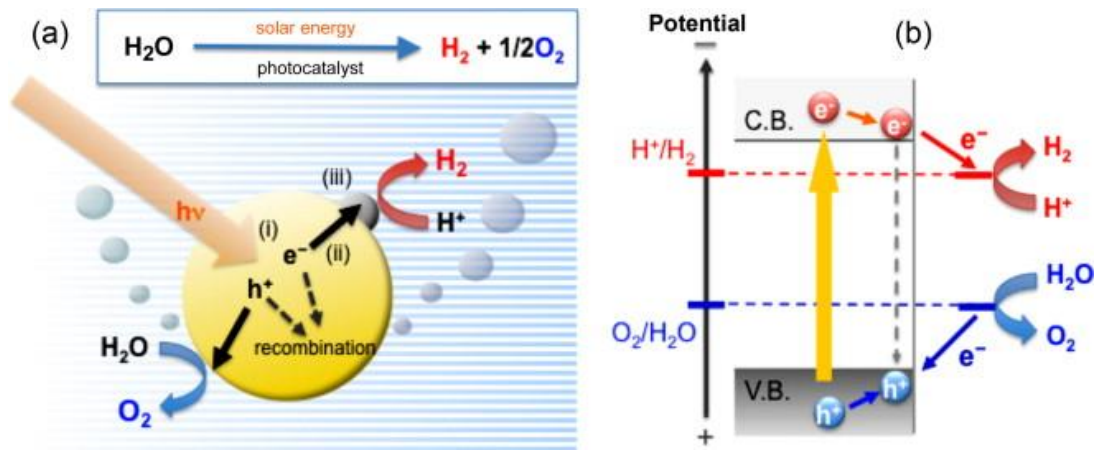 (a)
H₂O
solar energy
photocatalyst
H₂ + 1/2O₂
hν
(i)
(ii)
(iii)
e⁻
h⁺
recombination
H₂
H⁺
H₂O
O₂
(b)
Potential
−
C.B.
e⁻
e⁻
e⁻
H⁺/H₂
H₂
H⁺
O₂/H₂O
H₂O
O₂
e⁻
V.B.
h⁺
h⁺
+